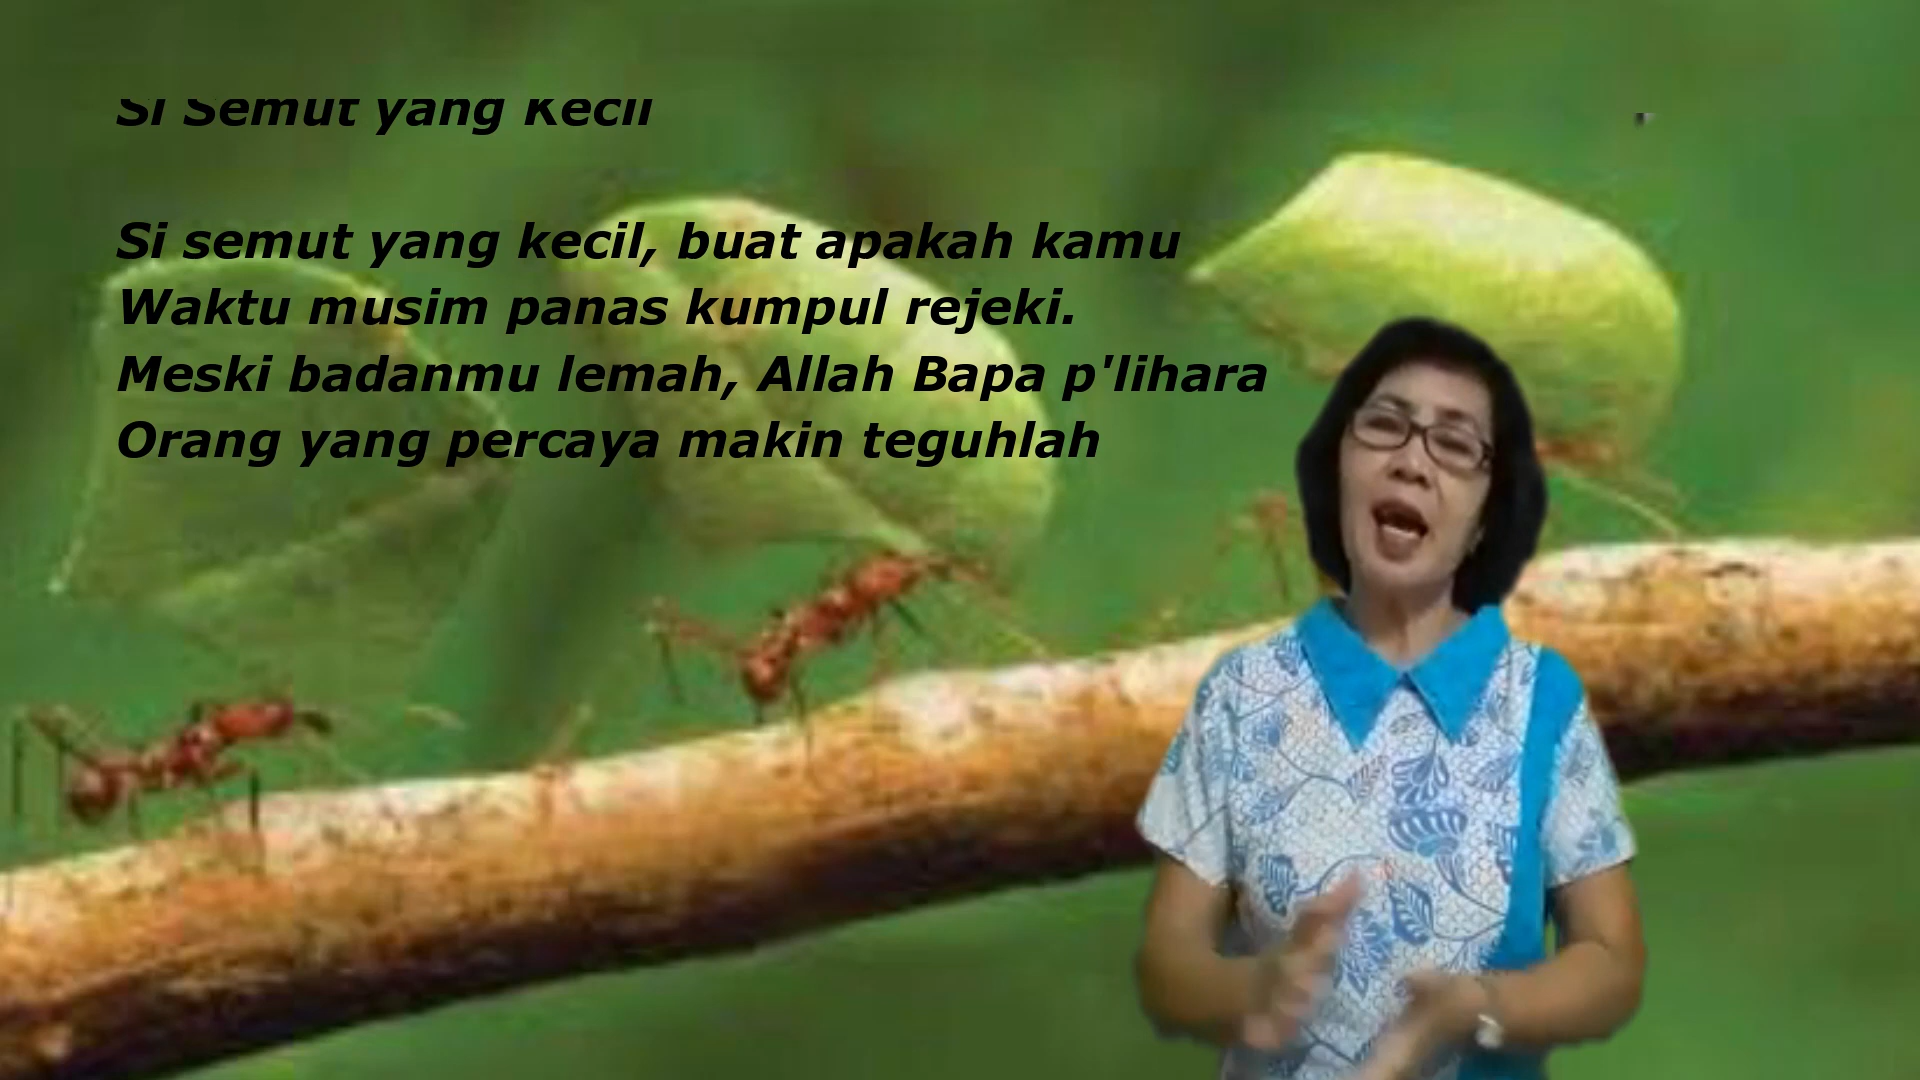 Si Semut yang Kecil
Si semut yang kecil, buat apakah kamu
Waktu musim panas kumpul rejeki.
Meski badanmu lemah, Allah Bapa p'lihara
Orang yang percaya makin teguhlah